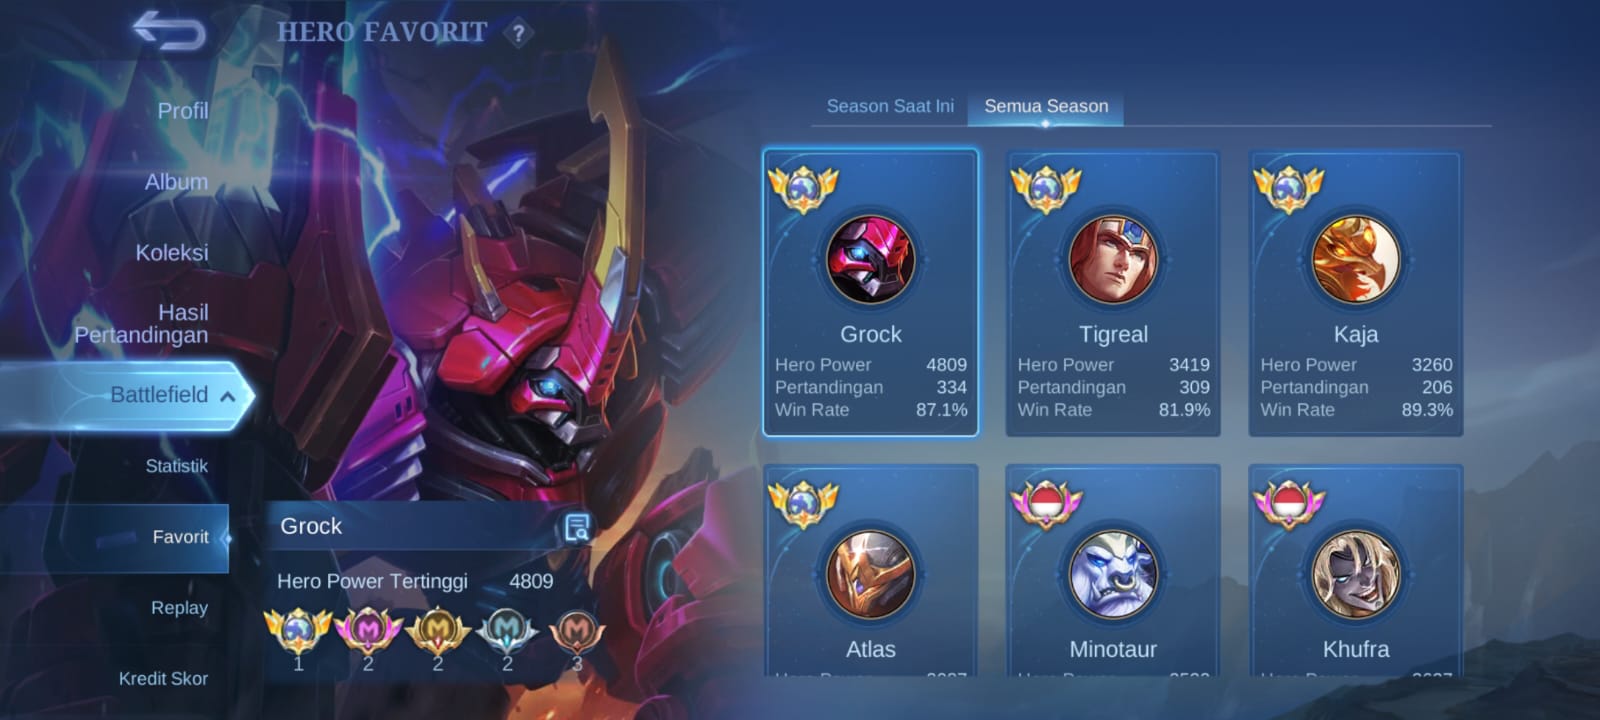 HERO FAVORIT ?
Profil
Album
Koleksi
Hasil
Pertandingan
Battlefield
Statistik
Favorit
Replay
Kredit Skor
Grock
Hero Power Tertinggi 4809
1 2 2 2 3
Season Saat Ini Semua Season
Grock
Hero Power 4809
Pertandingan 334
Win Rate 87.1%
Tigreal
Hero Power 3419
Pertandingan 309
Win Rate 81.9%
Kaja
Hero Power 3260
Pertandingan 206
Win Rate 89.3%
Atlas
Minotaur
Khufra